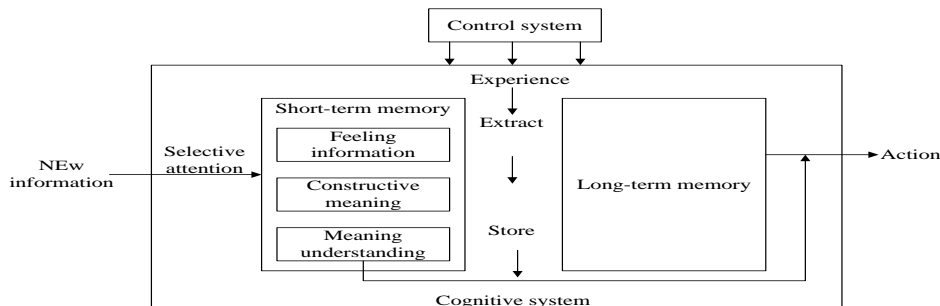 Control system
Experience
Short-term memory
Extract
Feeling
information
Selective
attention
NEw
information
Action
Constructive
meaning
Long-term memory
Store
Meaning
understanding
Cognitive system